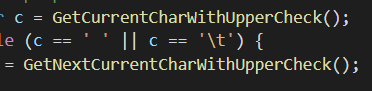 r c = GetCurrentCharWithUpperCheck();
le (c == ' ' || c == '\t') {
= GetNextCurrentCharWithUpperCheck();